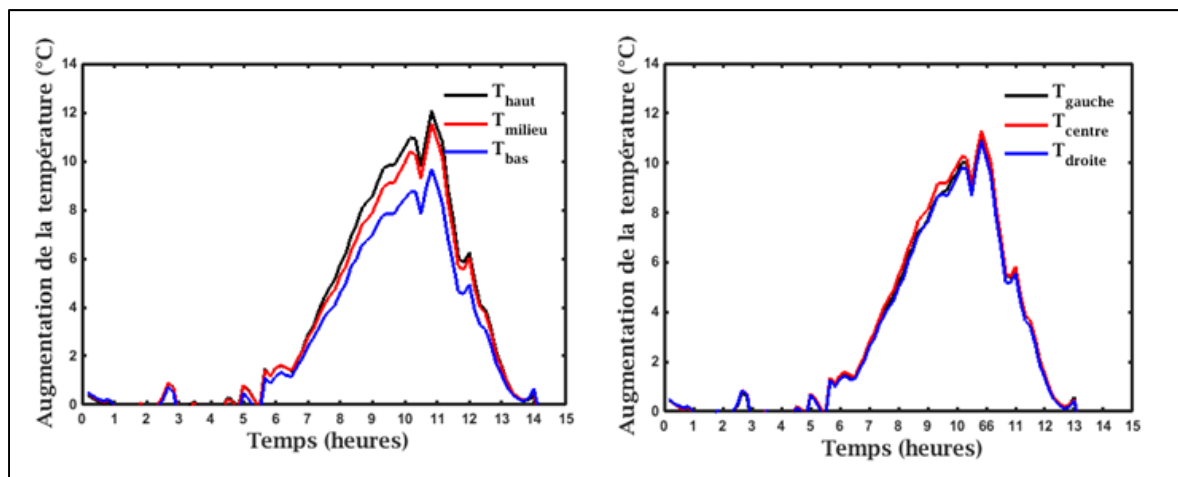 Augmentation de la température (°C)
14
12
10
8
6
4
2
0
T haut
T milieu
T bas
0 1 2 3 4 5 6 7 8 9 10 11 12 13 14 15
Temps (heures)
Augmentation de la température (°C)
14
12
10
8
6
4
2
0
T gauche
T centre
T droite
0 1 2 3 4 5 6 7 8 9 10 66 11 12 13 15
Temps (heures)